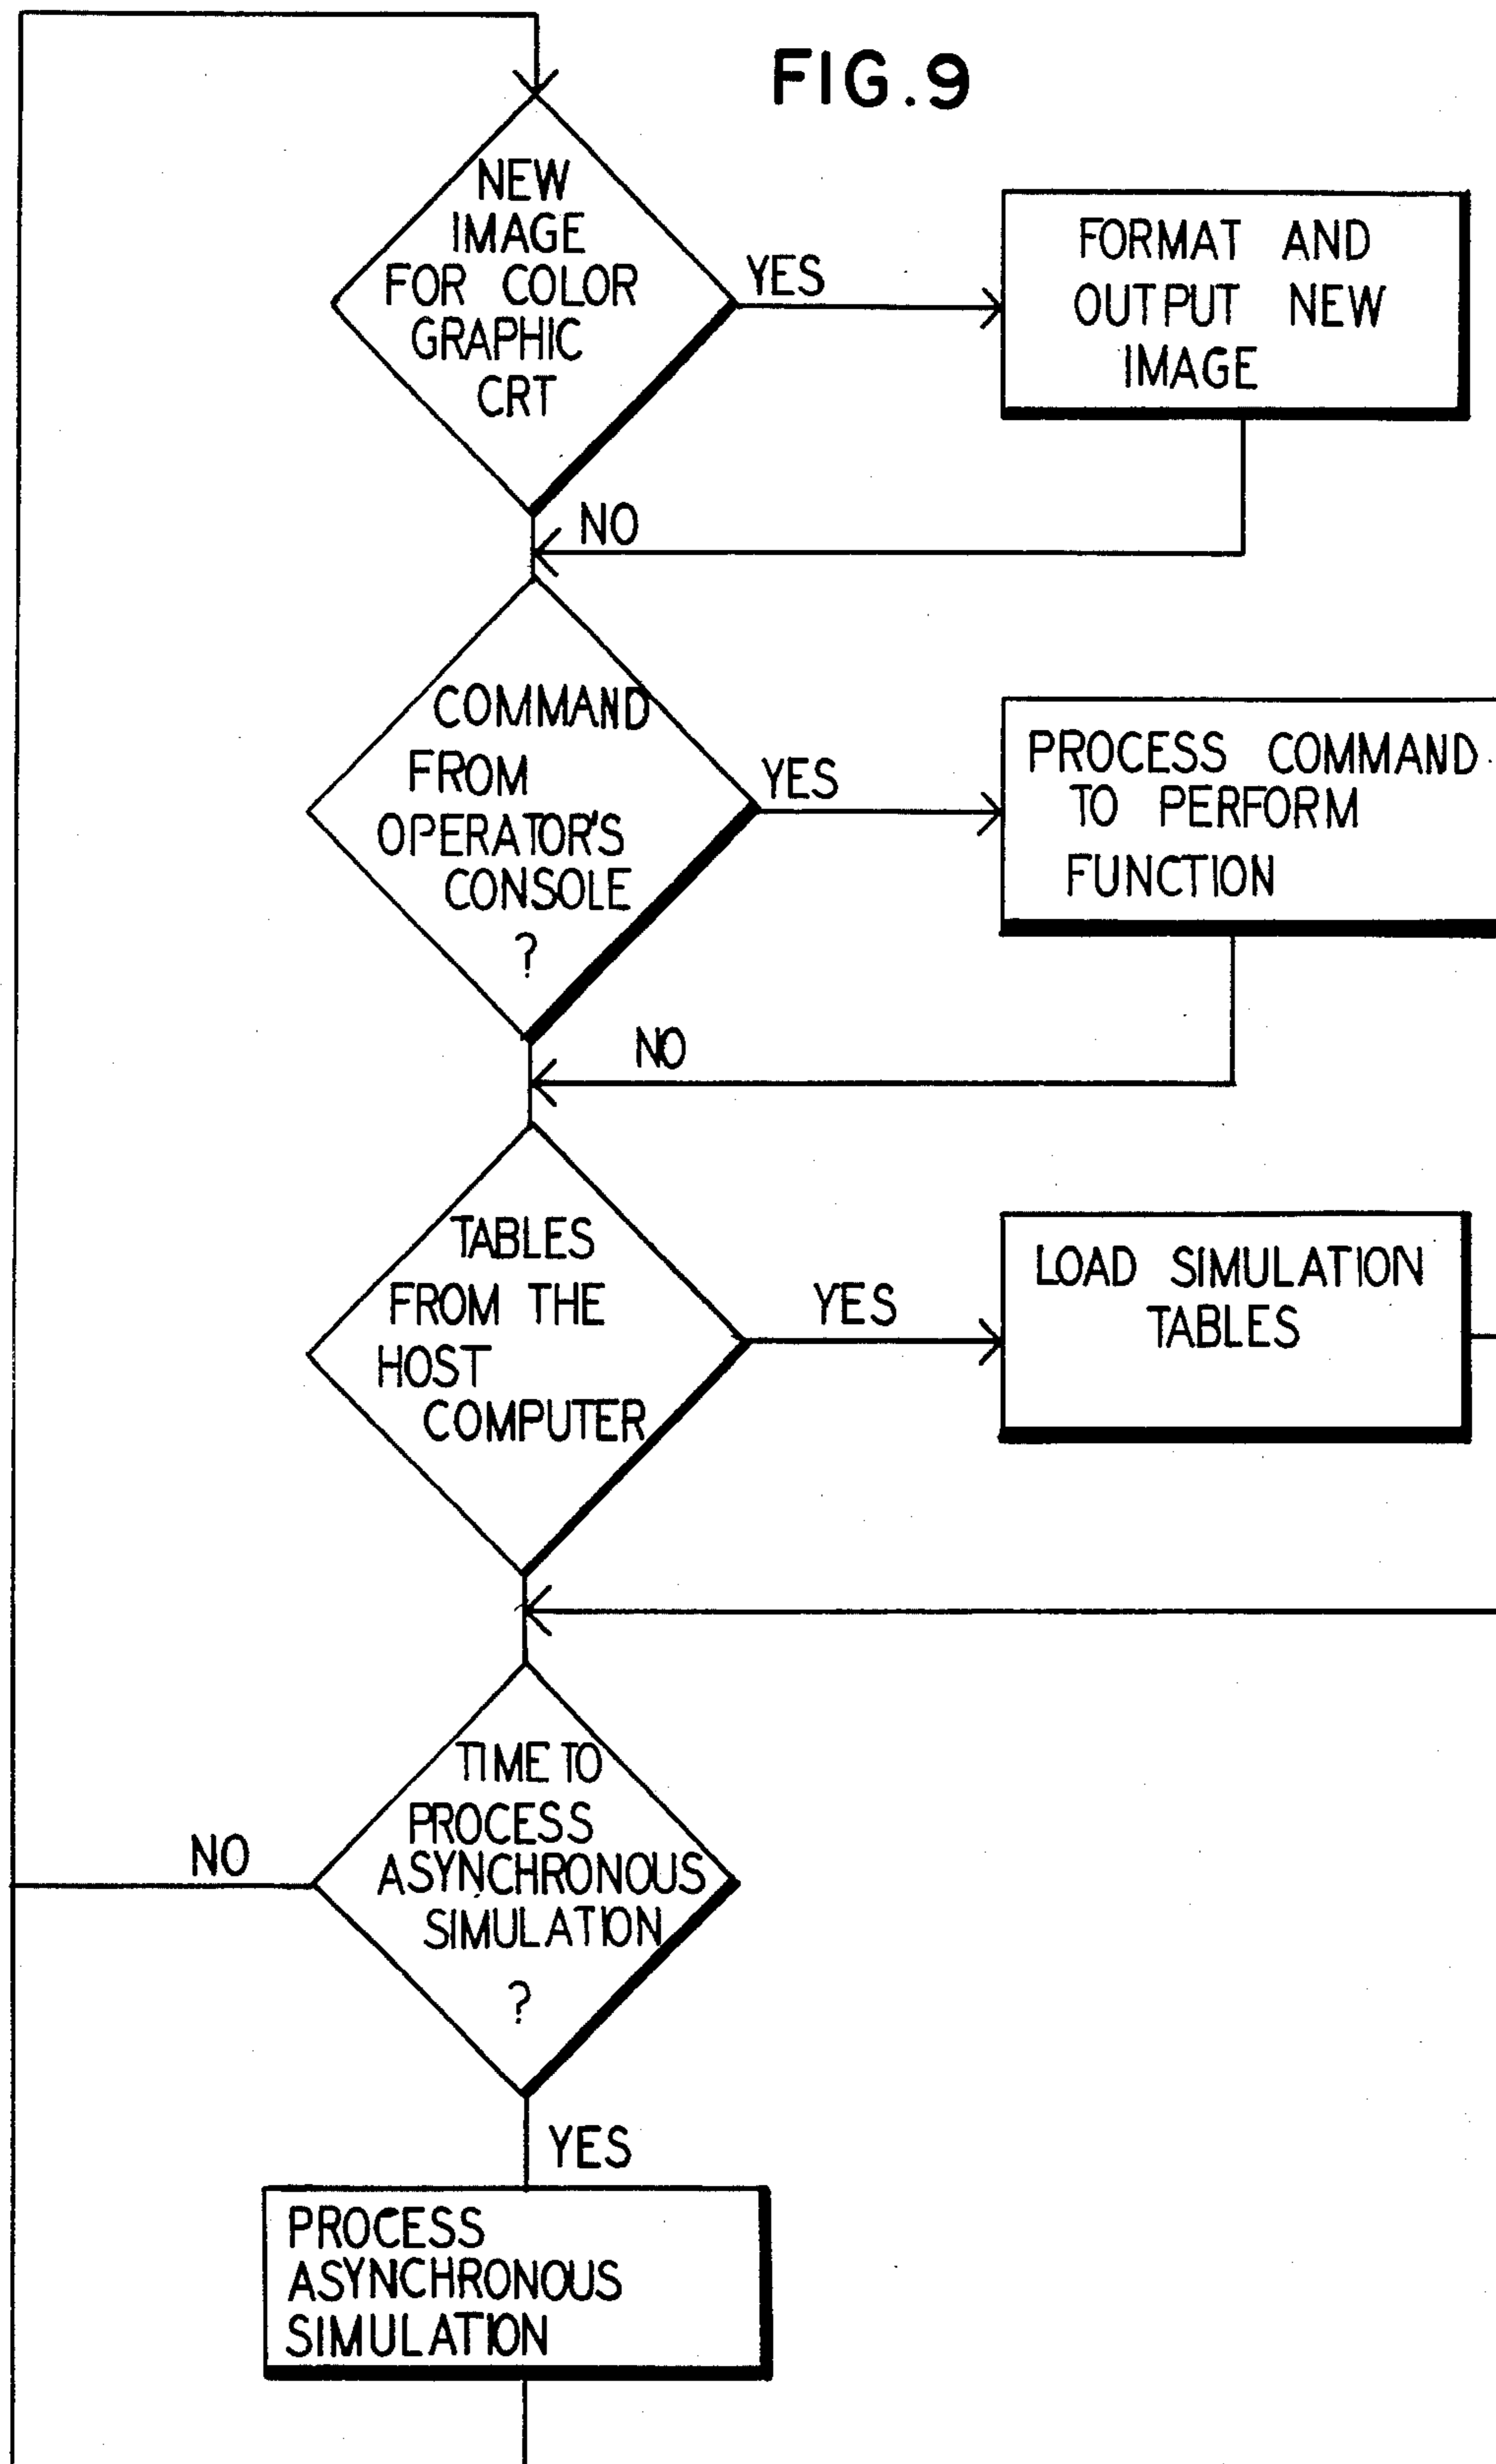 FIG.9
NEW
IMAGE
FOR COLOR
GRAPHIC
CRT
YES
FORMAT AND
OUTPUT NEW
IMAGE
NO
COMMAND
FROM
OPERATOR'S
CONSOLE
?
YES
PROCESS COMMAND
TO PERFORM
FUNCTION
NO
TABLES
FROM THE
HOST
COMPUTER
YES
LOAD SIMULATION
TABLES
TIME TO
PROCESS
ASYNCHRONOUS
SIMULATION
?
NO
YES
PROCESS
ASYNCHRONOUS
SIMULATION